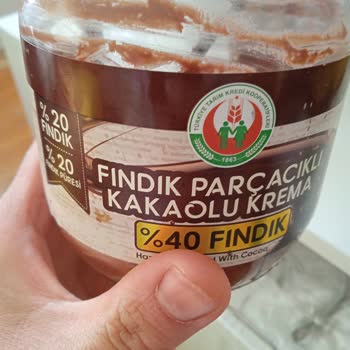 TÜRKİYE TARIM KREDİ KOOPERATİFLERİ
1863
% 20
FINDIK
% 20
FINDIK PÜRESİ
FINDIK PARÇACIKLI
KAKAOLU KREMA
%40 FINDIK
With Cocoa